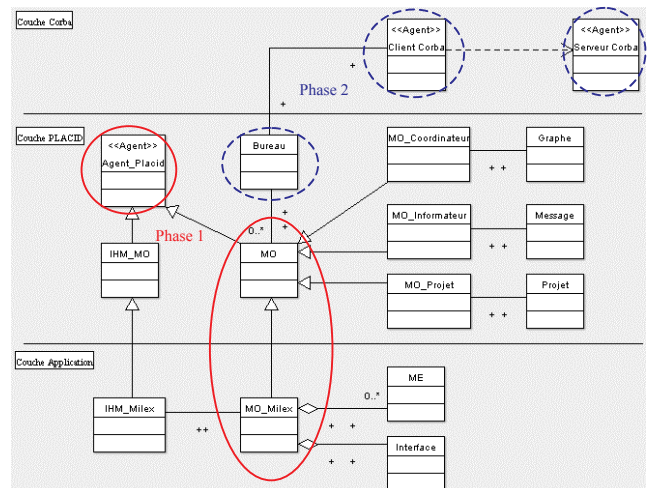 Couche Corba
<<Agent>>
Client Corba
<<Agent>>
Serveur Corba
+
Phase 2
+
Couche PLACID
<<Agent>>
Agent_Placid
Bureau
MO_Coordinateur
Graphe
+ +
+
+
0..*
Phase 1
MO_Informateur
Message
+ +
IHM_MO
MO
MO_Projet
Projet
+ +
Couche Application
ME
0..*
IHM_Milex
MO_Milex
++
+ +
Interface
+ +